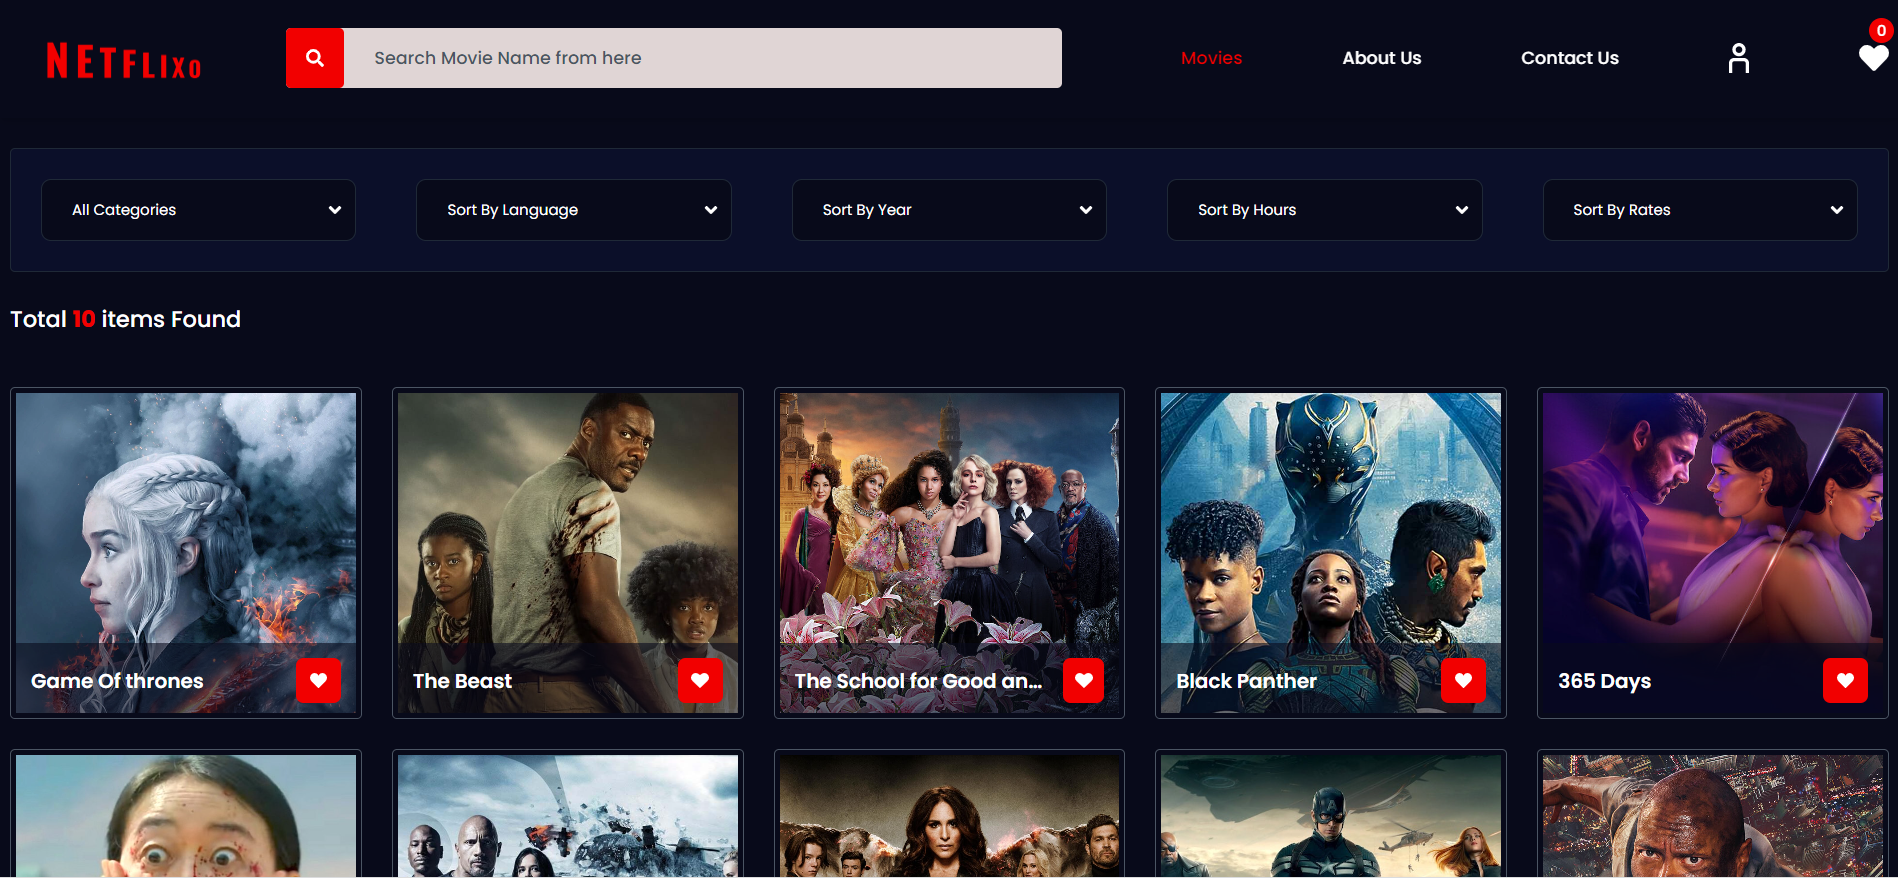 NETFLIXO
Search Movie Name from here
Movies
About Us
Contact Us
0
All Categories
Sort By Language
Sort By Year
Sort By Hours
Sort By Rates
Total 10 items Found
Game Of thrones
The Beast
The School for Good an...
Black Panther
365 Days